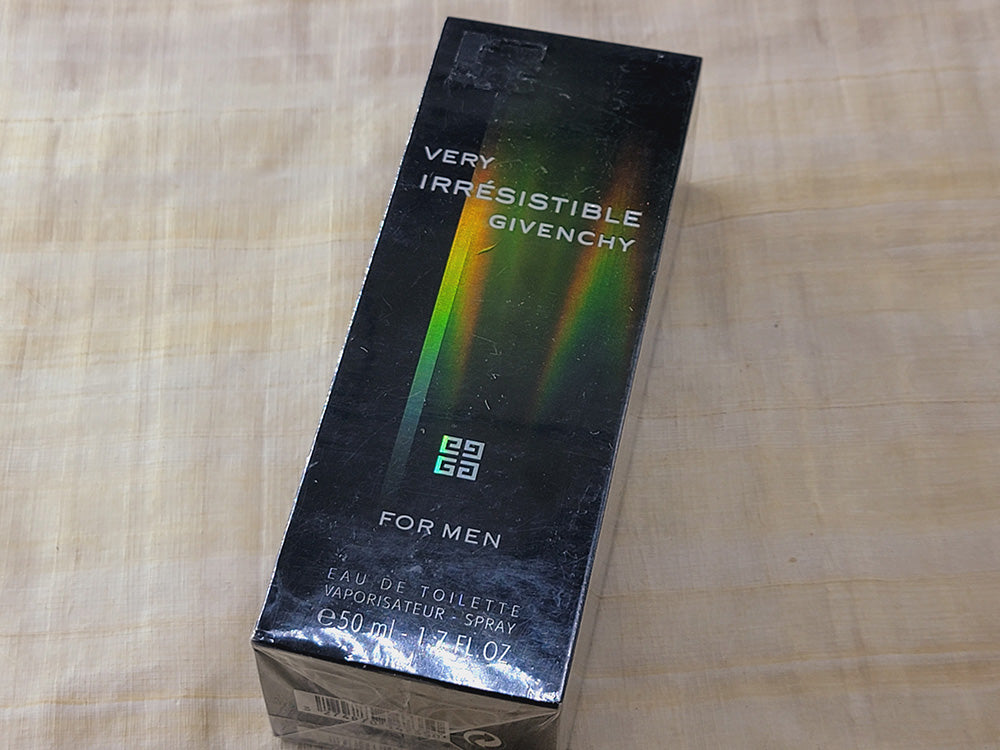 VERY
IRRÉSISTIBLE
GIVENCHY
FOR MEN
EAU DE TOILETTE
VAPORISATEUR - SPRAY
℮50 ml - 1.7 FL.OZ